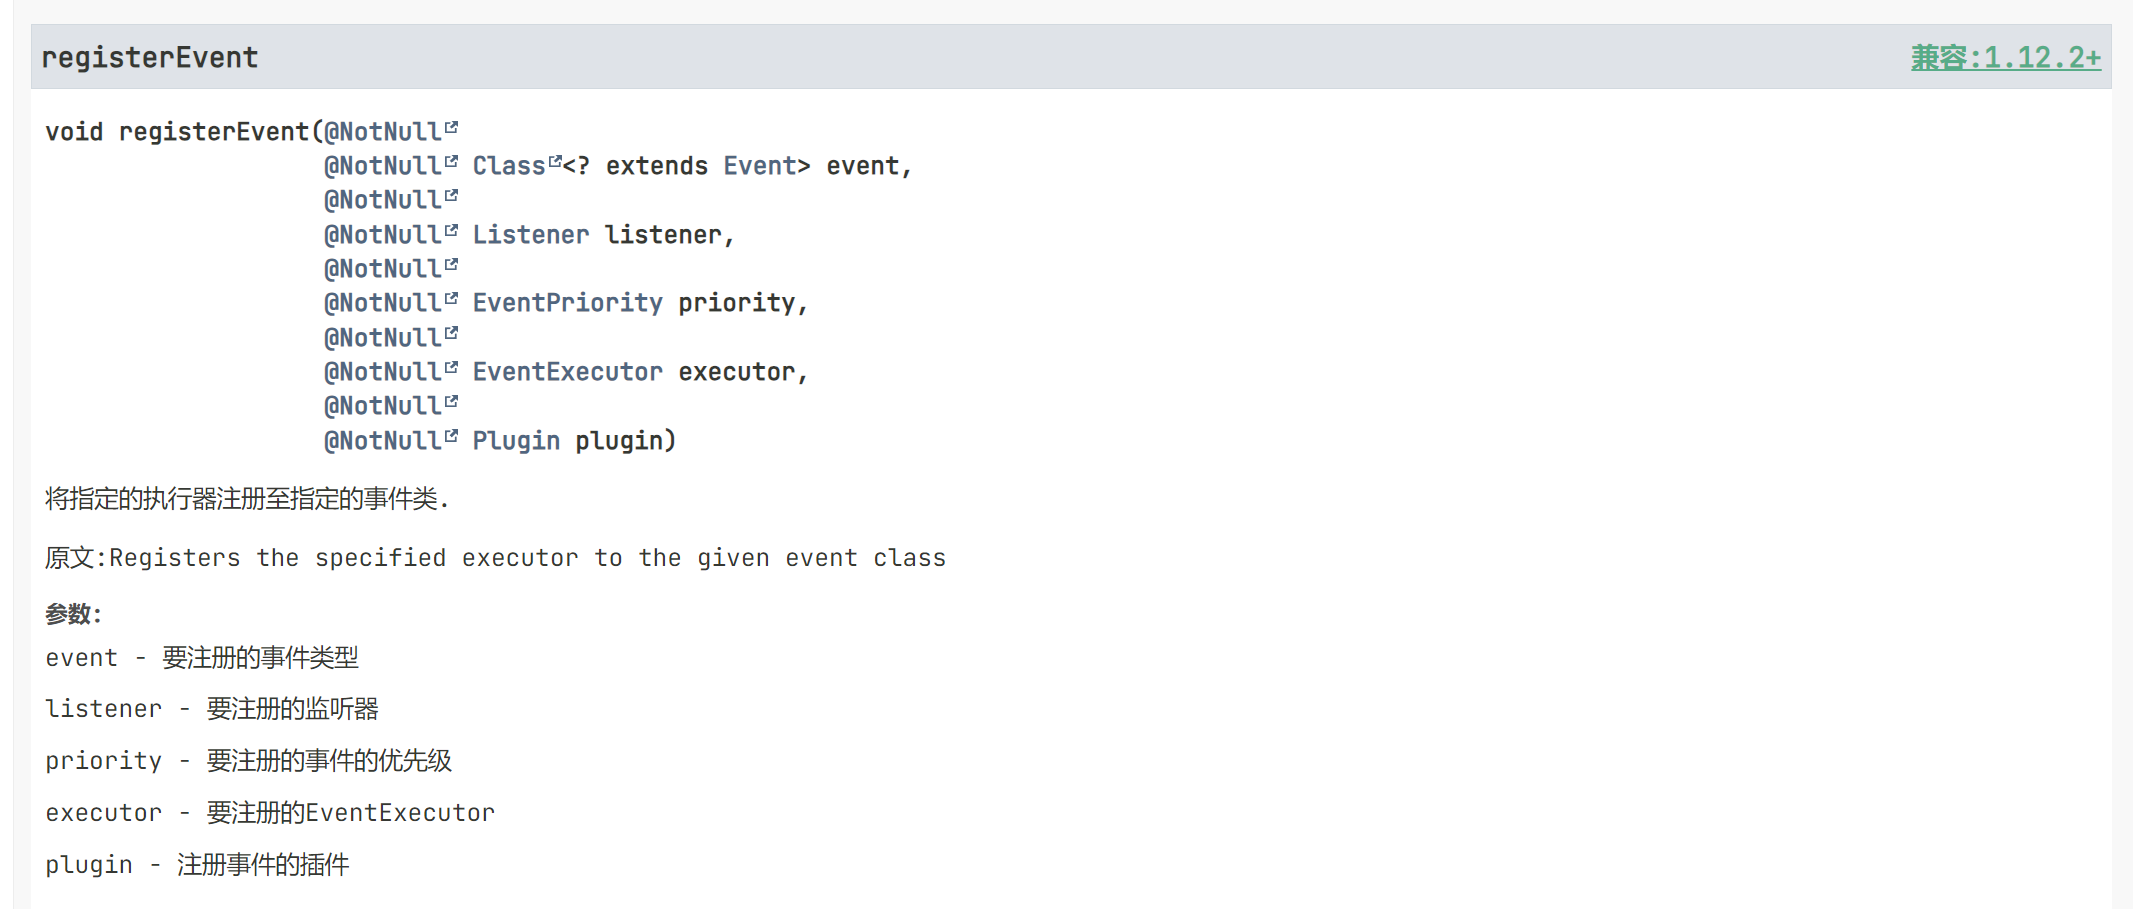 registerEvent 兼容:1.12.2+
void registerEvent(@NotNull
@NotNull Class<? extends Event> event,
@NotNull
@NotNull Listener listener,
@NotNull
@NotNull EventPriority priority,
@NotNull
@NotNull EventExecutor executor,
@NotNull
@NotNull Plugin plugin)
将指定的执行器注册至指定的事件类.
原文:Registers the specified executor to the given event class
参数:
event - 要注册的事件类型
listener - 要注册的监听器
priority - 要注册的事件的优先级
executor - 要注册的EventExecutor
plugin - 注册事件的插件